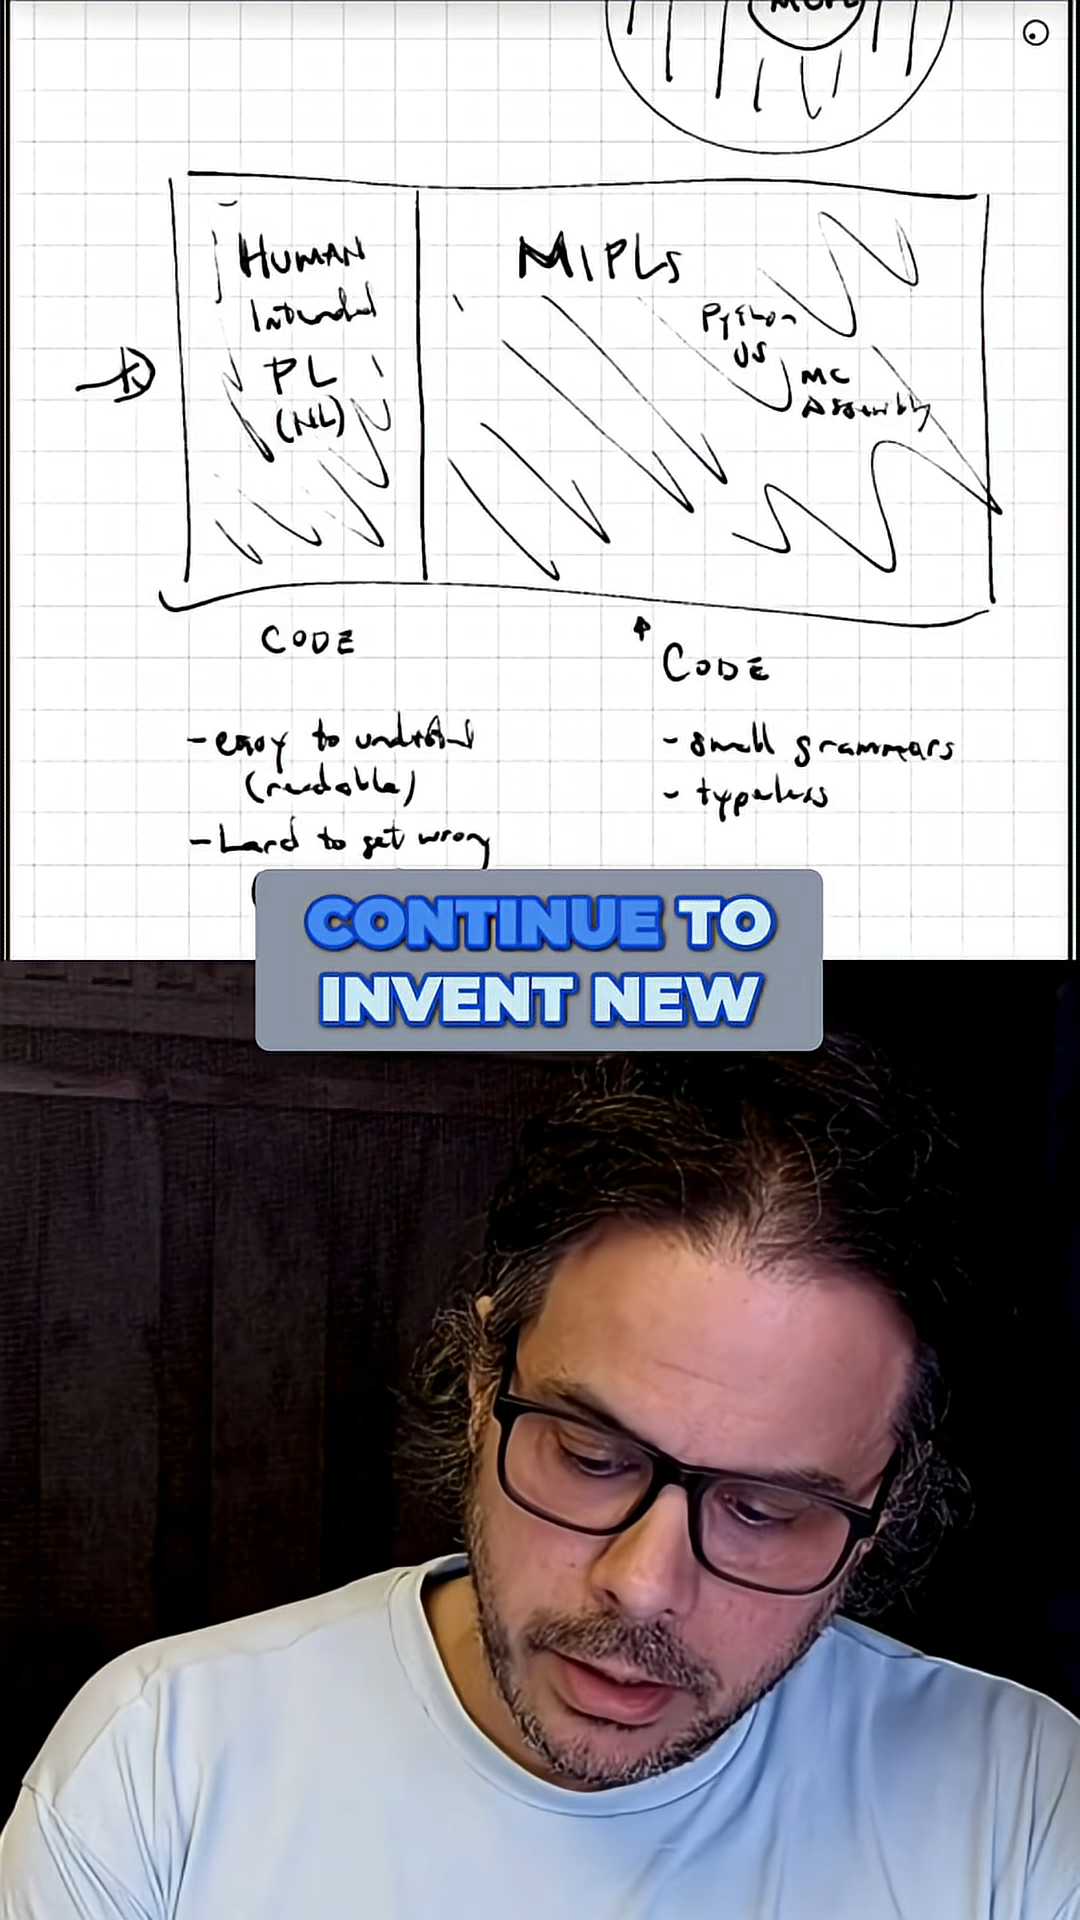 HUMAN
Intended
PL
(NL)
MIPLs
Python
JS
MC
Assembly
CODE
- easy to understand
(readable)
- Hard to get wrong
CODE
- small grammars
- typeless
CONTINUE TO
INVENT NEW